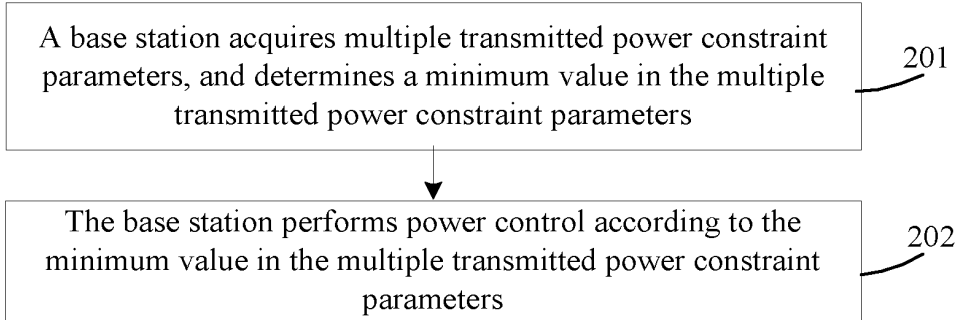 A base station acquires multiple transmitted power constraint
parameters, and determines a minimum value in the multiple
transmitted power constraint parameters
201
The base station performs power control according to the
minimum value in the multiple transmitted power constraint
parameters
202